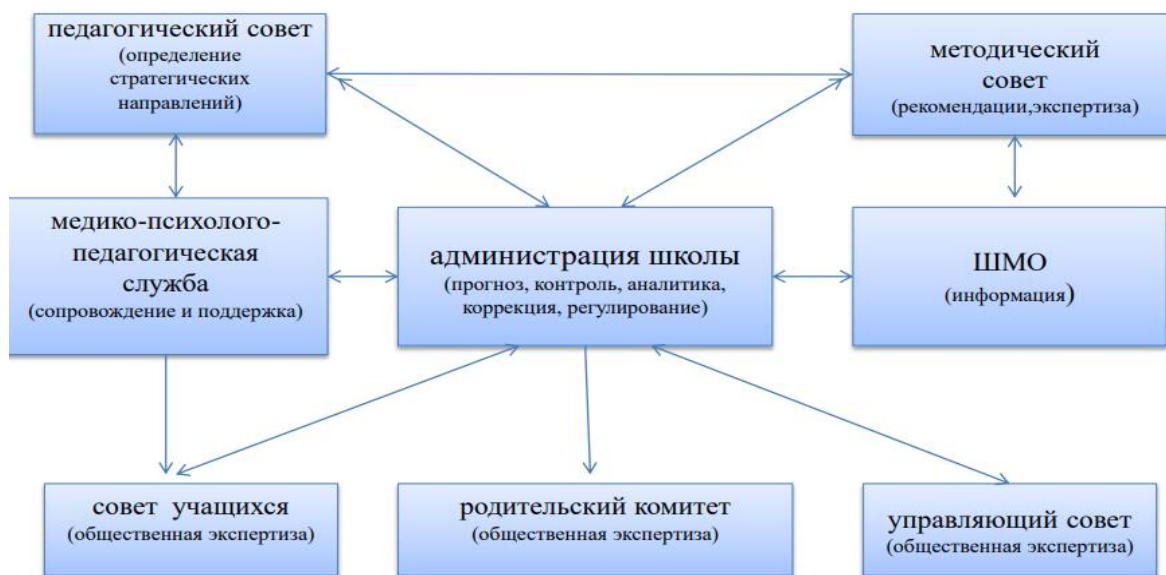 педагогический совет
(определение
стратегических
направлений)
методический
совет
(рекомендации,экспертиза)
медико-психолого-
педагогическая
служба
(сопровождение и поддержка)
администрация школы
(прогноз, контроль, аналитика,
коррекция, регулирование)
ШМО
(информация)
совет учащихся
(общественная экспертиза)
родительский комитет
(общественная экспертиза)
управляющий совет
(общественная экспертиза)